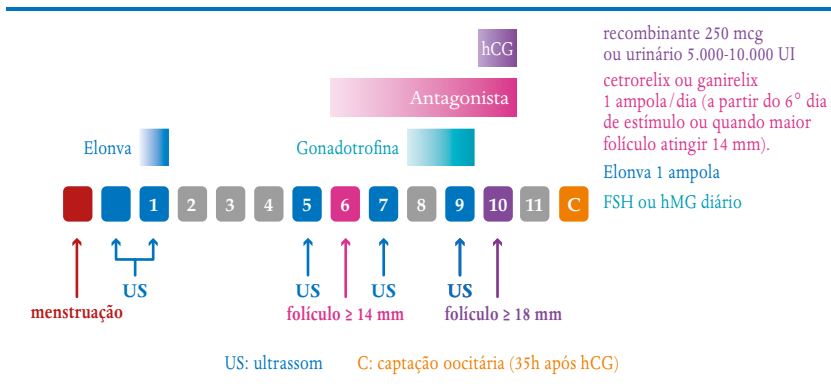 hCG
recombinante 250 mcg
ou urinário 5.000-10.000 UI
Antagonista
cetrorelix ou ganirelix
1 ampola/dia (a partir do 6° dia
de estímulo ou quando maior
folículo atingir 14 mm).
Elonva
Gonadotrofina
Elonva 1 ampola
1 2 3 4 5 6 7 8 9 10 11 C
FSH ou hMG diário
US US US US
menstruação folículo ≥ 14 mm folículo ≥ 18 mm
US: ultrassom C: captação oocitária (35h após hCG)